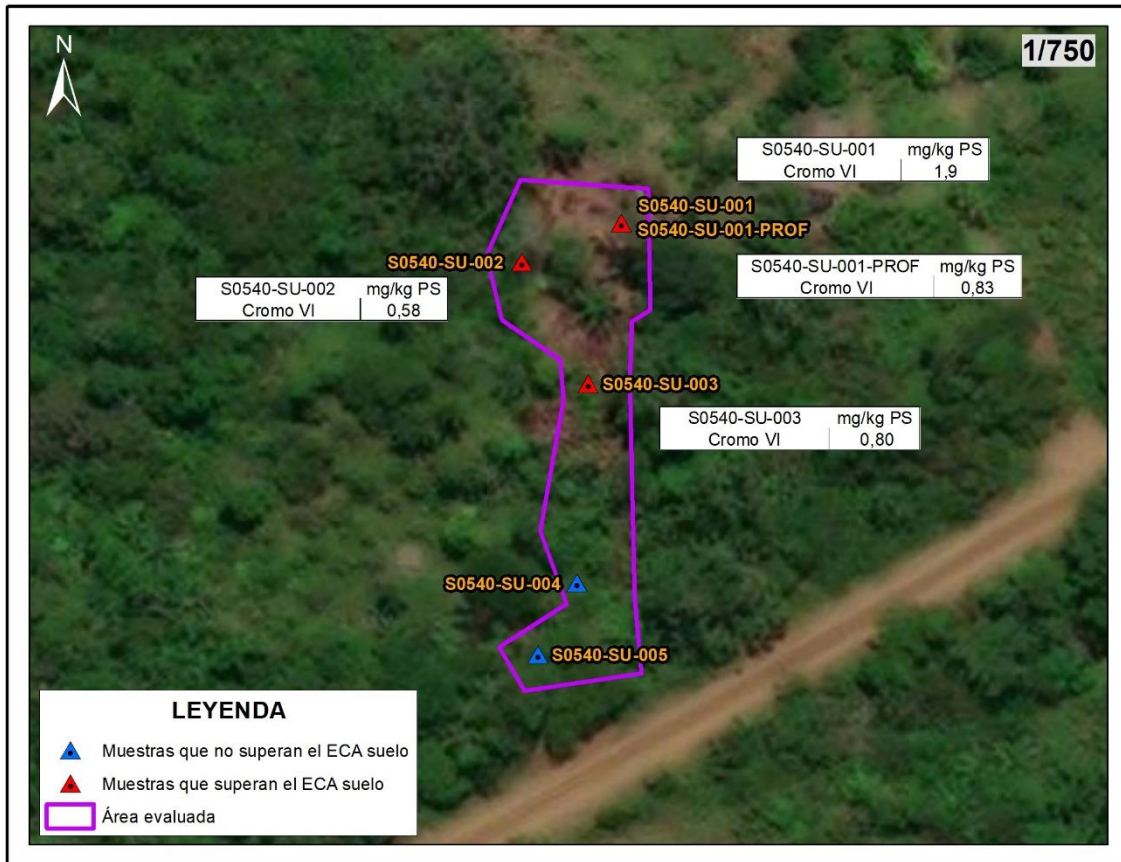 N
1/750
S0540-SU-001 mg/kg PS
Cromo VI 1,9
S0540-SU-001
S0540-SU-001-PROF
S0540-SU-002
S0540-SU-001-PROF mg/kg PS
Cromo VI 0,83
S0540-SU-002 mg/kg PS
Cromo VI 0,58
S0540-SU-003
S0540-SU-003 mg/kg PS
Cromo VI 0,80
S0540-SU-004
S0540-SU-005
LEYENDA
Muestras que no superan el ECA suelo
Muestras que superan el ECA suelo
Área evaluada